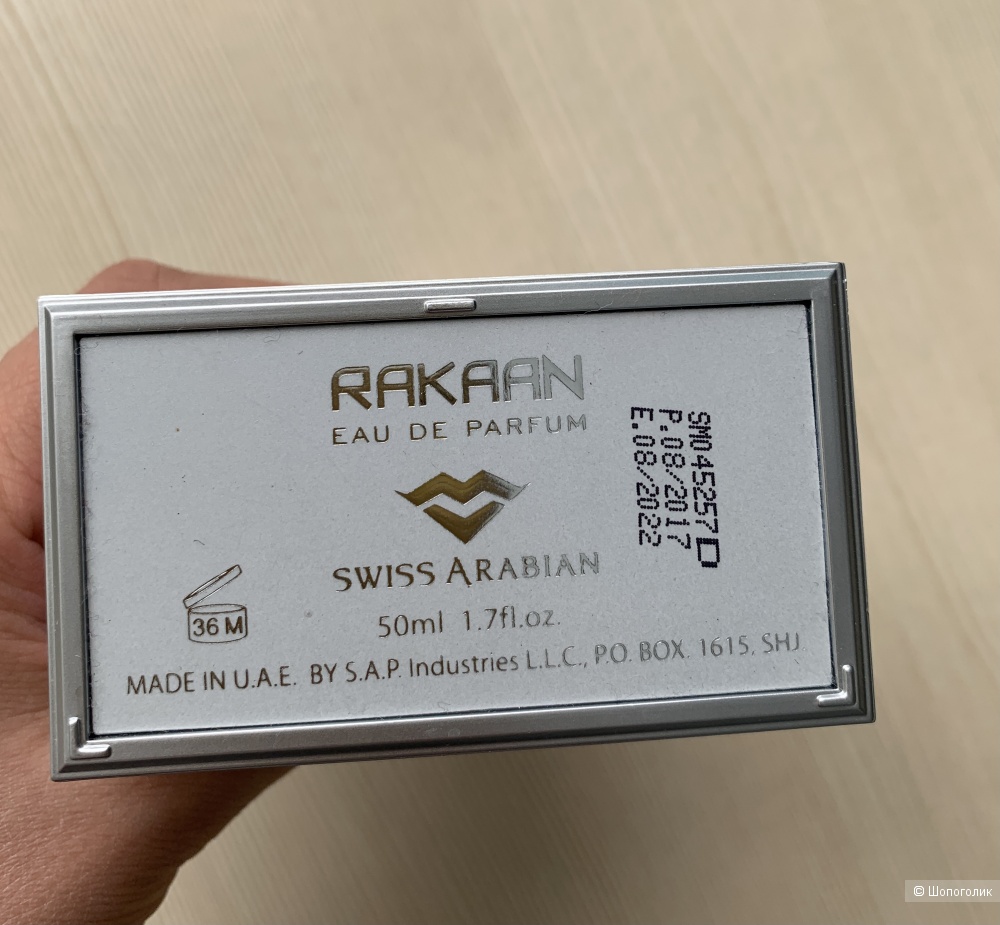 RAKAAN
EAU DE PARFUM
SWISS ARABIAN
50ml 1.7fl.oz.
36 M
MADE IN U.A.E. BY S.A.P. Industries L.L.C., P.O. BOX. 1615, SHJ
SM045257D
P.08/2017
E.08/2022
© Шопоголик